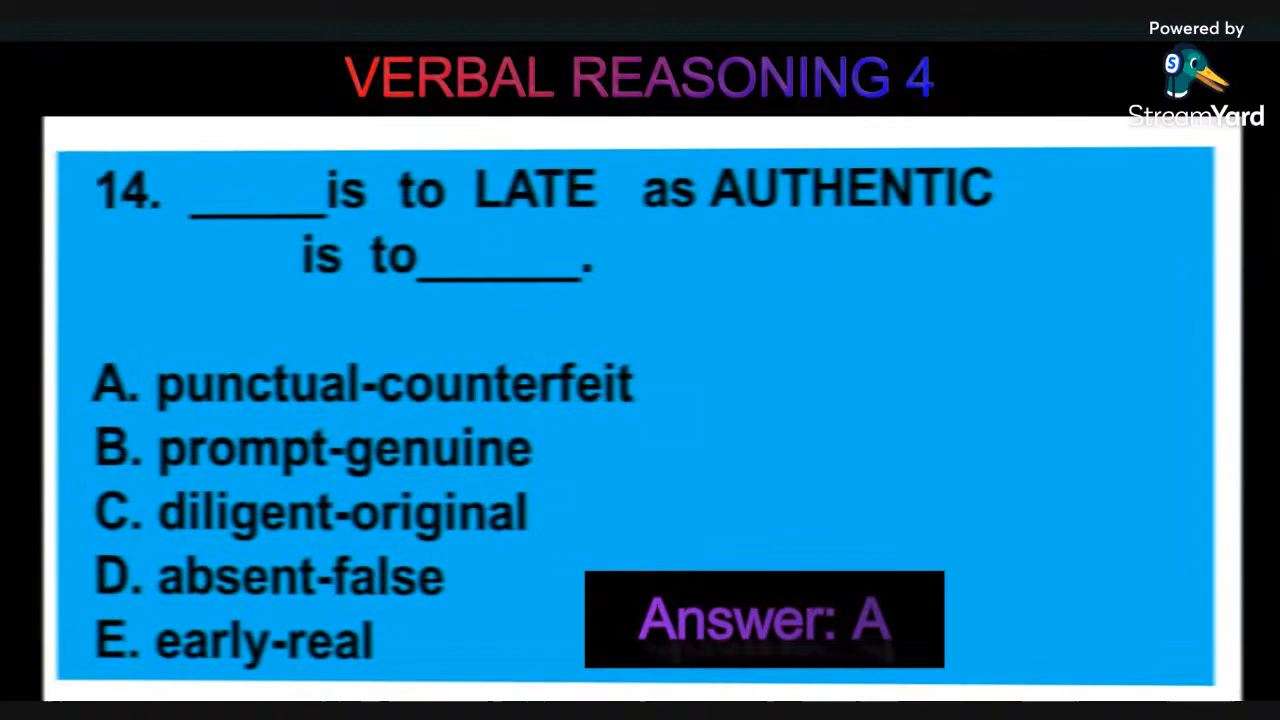 Powered by
StreamYard
VERBAL REASONING 4
14. _____is to LATE as AUTHENTIC
is to______.
A. punctual-counterfeit
B. prompt-genuine
C. diligent-original
D. absent-false
E. early-real
Answer: A